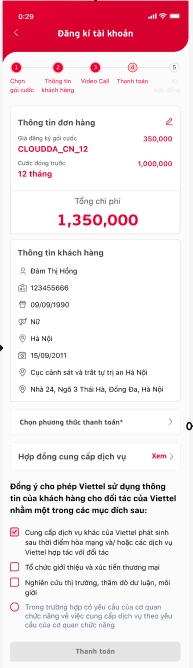 0:29
Đăng kí tài khoản
1 2 3 4 5
Chọn gói cước
Thông tin khách hàng
Video Call
Thanh toán
Thông tin đơn hàng
Giá đăng ký gói cước 350,000
CLOUDDA_CN_12
Cước đóng trước 1,000,000
12 tháng
Tổng chi phí
1,350,000
Thông tin khách hàng
Đàm Thị Hồng
123455666
09/09/1990
Nữ
Hà Nội
15/09/2011
Cục cảnh sát và trật tự trị an Hà Nội
Nhà 24, Ngõ 3 Thái Hà, Đống Đa, Hà Nội
Chọn phương thức thanh toán*
Hợp đồng cung cấp dịch vụ Xem
Đồng ý cho phép Viettel sử dụng thông
tin của khách hàng cho đối tác của Viettel
nhằm một trong các mục đích sau:
Cung cấp dịch vụ khác của Viettel phát sinh
sau thời điểm hòa mạng và/ hoặc các dịch vụ
Viettel hợp tác với đối tác
Tổ chức giới thiệu và xúc tiến thương mại
Nghiên cứu thị trường, thăm dò dư luận, môi
giới
Trong trường hợp có yêu cầu của cơ quan
chức năng về việc cung cấp dịch vụ theo yêu
cầu của cơ quan chức năng
Thanh toán